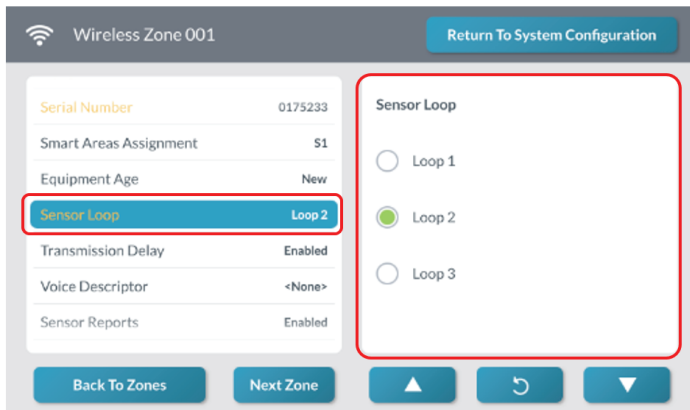 Wireless Zone 001
Return To System Configuration
Serial Number 0175233
Smart Areas Assignment S1
Equipment Age New
Sensor Loop Loop 2
Transmission Delay Enabled
Voice Descriptor <None>
Sensor Reports Enabled
Sensor Loop
Loop 1
Loop 2
Loop 3
Back To Zones
Next Zone